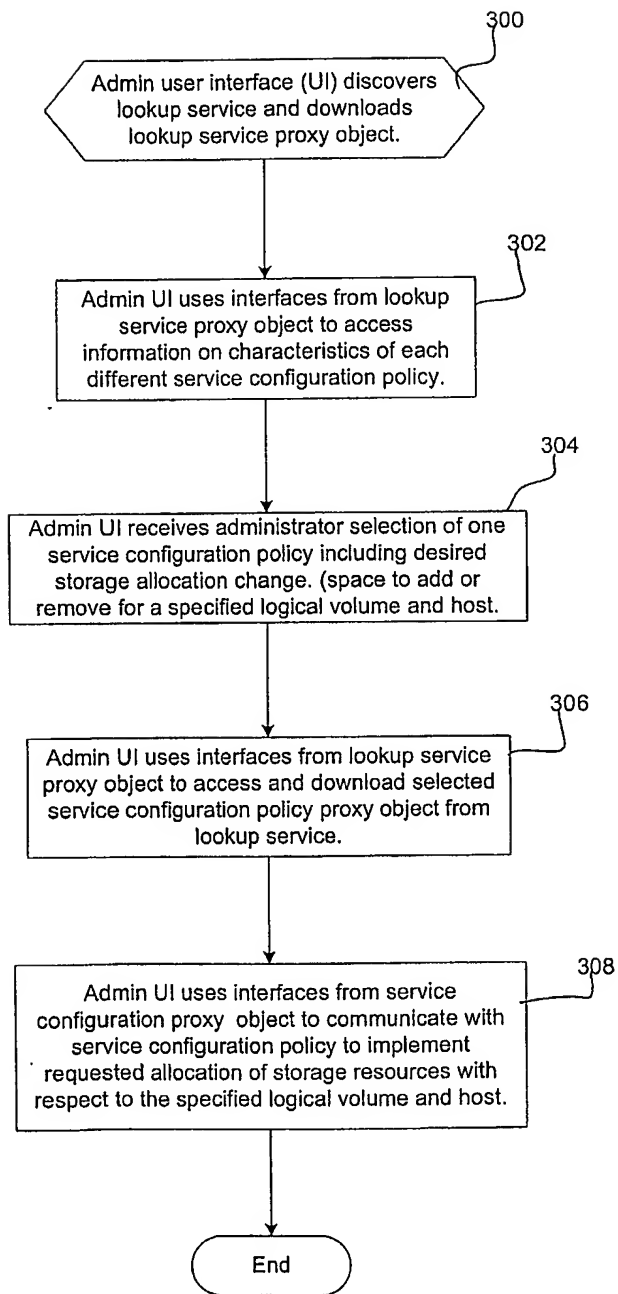 300
Admin user interface (UI) discovers
lookup service and downloads
lookup service proxy object.
302
Admin UI uses interfaces from lookup
service proxy object to access
information on characteristics of each
different service configuration policy.
304
Admin UI receives administrator selection of one
service configuration policy including desired
storage allocation change. (space to add or
remove for a specified logical volume and host.
306
Admin UI uses interfaces from lookup service
proxy object to access and download selected
service configuration policy proxy object from
lookup service.
308
Admin UI uses interfaces from service
configuration proxy object to communicate with
service configuration policy to implement
requested allocation of storage resources with
respect to the specified logical volume and host.
End